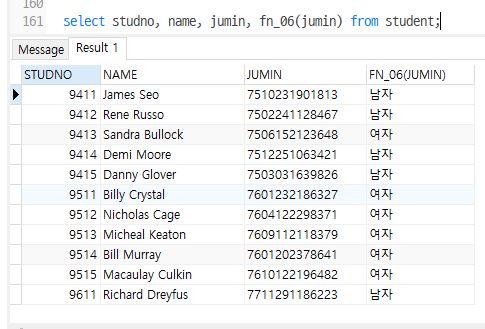 160
161 select studno, name, jumin, fn_06(jumin) from student;
Message Result 1
STUDNO NAME JUMIN FN_06(JUMIN)
9411 James Seo 7510231901813 남자
9412 Rene Russo 7502241128467 남자
9413 Sandra Bullock 7506152123648 여자
9414 Demi Moore 7512251063421 남자
9415 Danny Glover 7503031639826 남자
9511 Billy Crystal 7601232186327 여자
9512 Nicholas Cage 7604122298371 여자
9513 Micheal Keaton 7609112118379 여자
9514 Bill Murray 7601202378641 여자
9515 Macaulay Culkin 7610122196482 여자
9611 Richard Dreyfus 7711291186223 남자